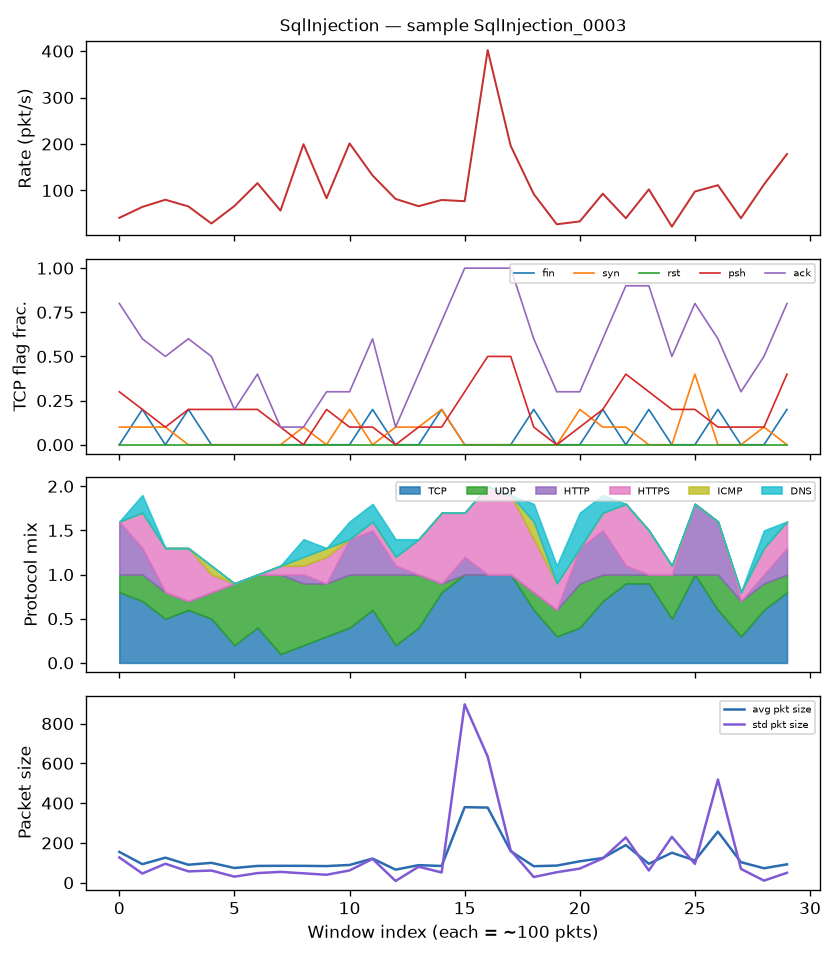 SqlInjection — sample SqlInjection_0003
400
300
200
100
Rate (pkt/s)
1.00
0.75
0.50
0.25
0.00
TCP flag frac.
fin syn rst psh ack
2.0
1.5
1.0
0.5
0.0
Protocol mix
TCP UDP HTTP HTTPS ICMP DNS
800
600
400
200
0
Packet size
avg pkt size
std pkt size
0 5 10 15 20 25 30
Window index (each = ~100 pkts)